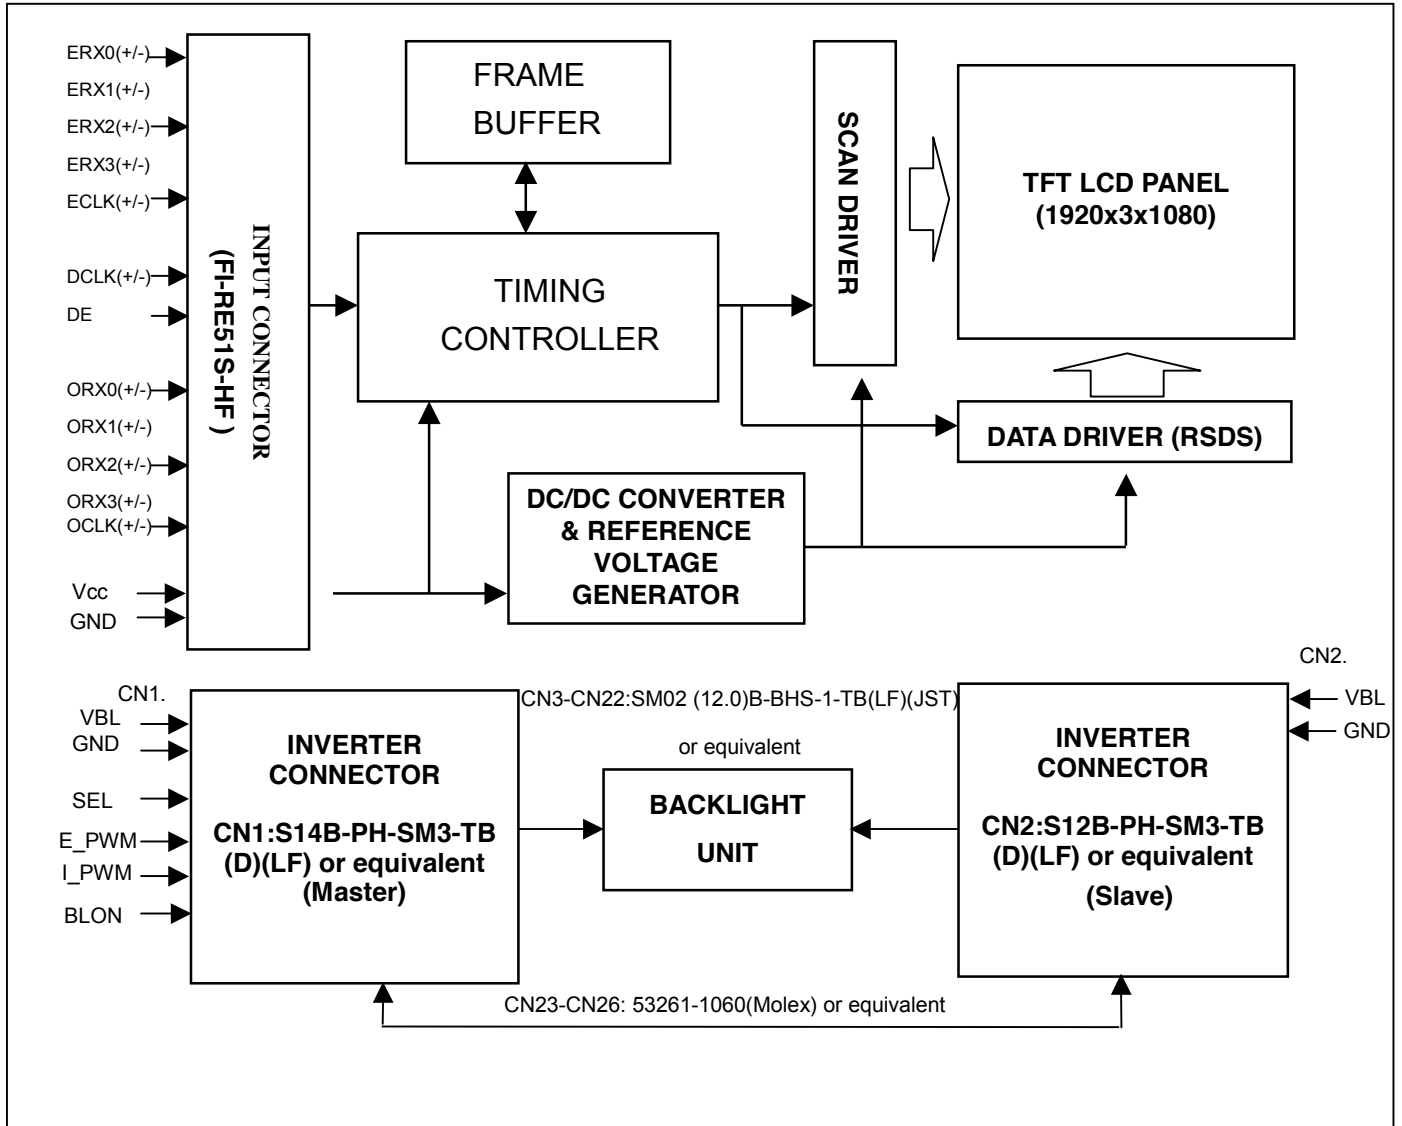 ERX0(+/-)
ERX1(+/-)
ERX2(+/-)
ERX3(+/-)
ECLK(+/-)
DCLK(+/-)
DE
ORX0(+/-)
ORX1(+/-)
ORX2(+/-)
ORX3(+/-)
OCLK(+/-)
Vcc
GND
INPUT CONNECTOR
(FI-RE51S-HF )
FRAME
BUFFER
TIMING
CONTROLLER
SCAN DRIVER
TFT LCD PANEL
(1920x3x1080)
DATA DRIVER (RSDS)
DC/DC CONVERTER
& REFERENCE
VOLTAGE
GENERATOR
CN1.
VBL
GND
SEL
E_PWM
I_PWM
BLON
INVERTER
CONNECTOR
CN1:S14B-PH-SM3-TB
(D)(LF) or equivalent
(Master)
CN3-CN22:SM02 (12.0)B-BHS-1-TB(LF)(JST)
or equivalent
BACKLIGHT
UNIT
CN2.
VBL
GND
INVERTER
CONNECTOR
CN2:S12B-PH-SM3-TB
(D)(LF) or equivalent
(Slave)
CN23-CN26: 53261-1060(Molex) or equivalent